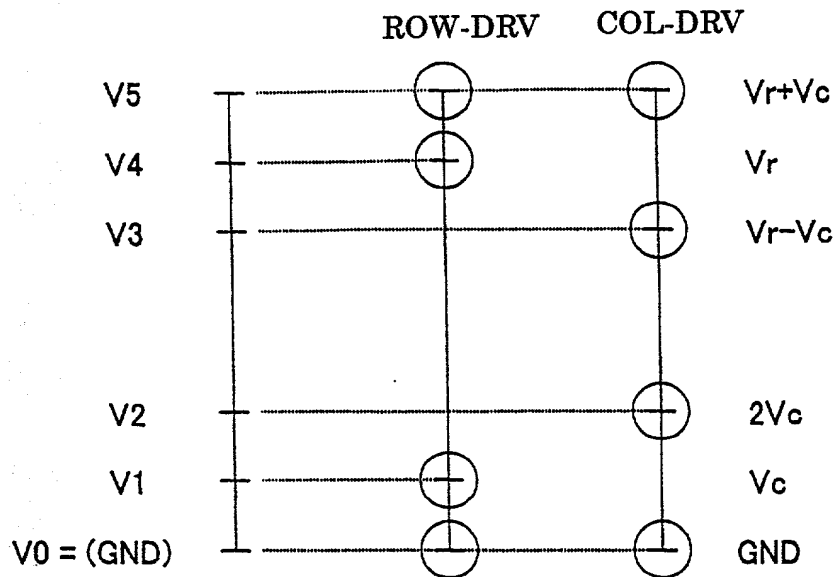 ROW-DRV COL-DRV
V5 Vr+Vc
V4 Vr
V3 Vr-Vc
V2 2Vc
V1 Vc
V0 = (GND) GND